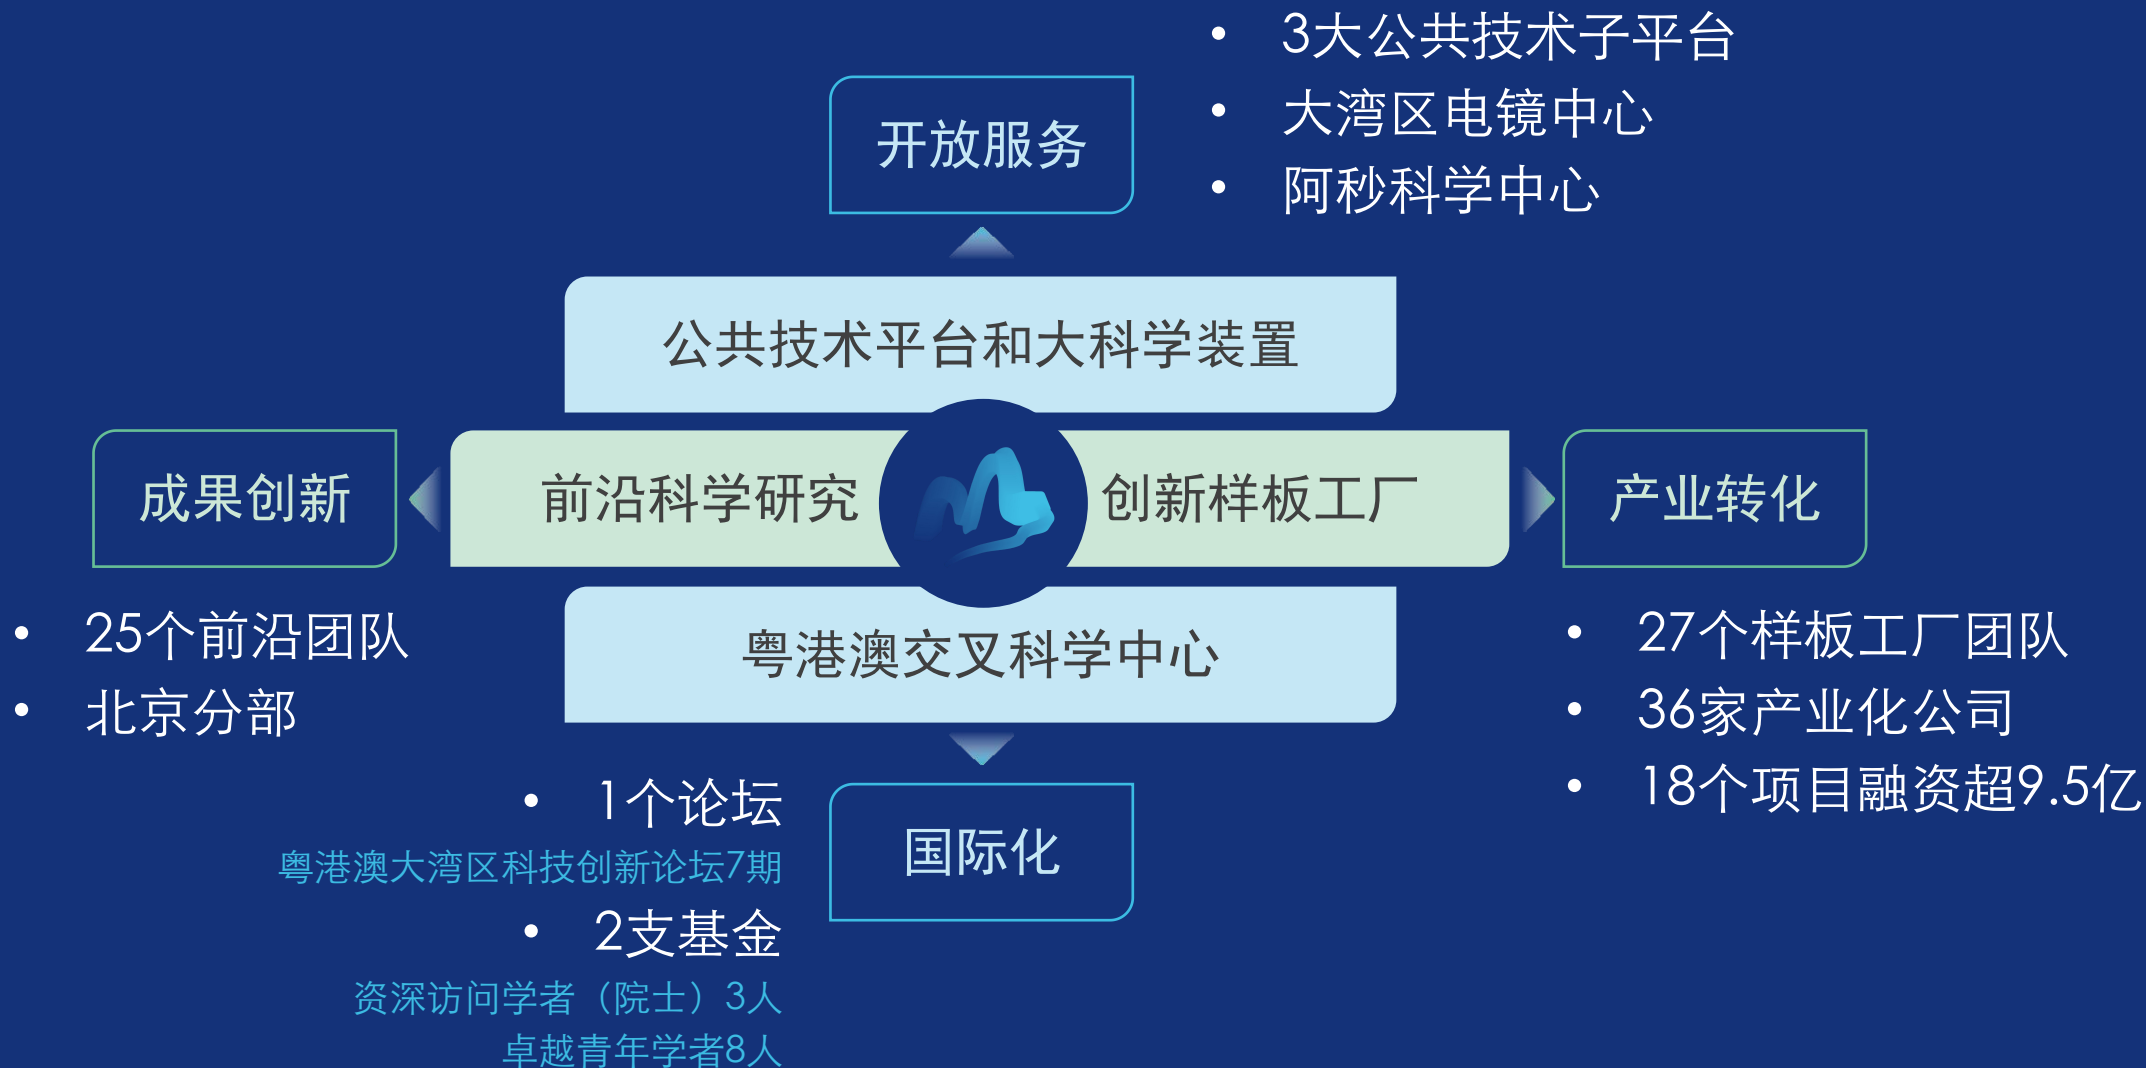 • 3大公共技术子平台
• 大湾区电镜中心
• 阿秒科学中心
开放服务
公共技术平台和大科学装置
成果创新
前沿科学研究
创新样板工厂
产业转化
粤港澳交叉科学中心
• 25个前沿团队
• 北京分部
• 27个样板工厂团队
• 36家产业化公司
• 18个项目融资超9.5亿
• 1个论坛
粤港澳大湾区科技创新论坛7期
• 2支基金
资深访问学者（院士）3人
卓越青年学者8人
国际化